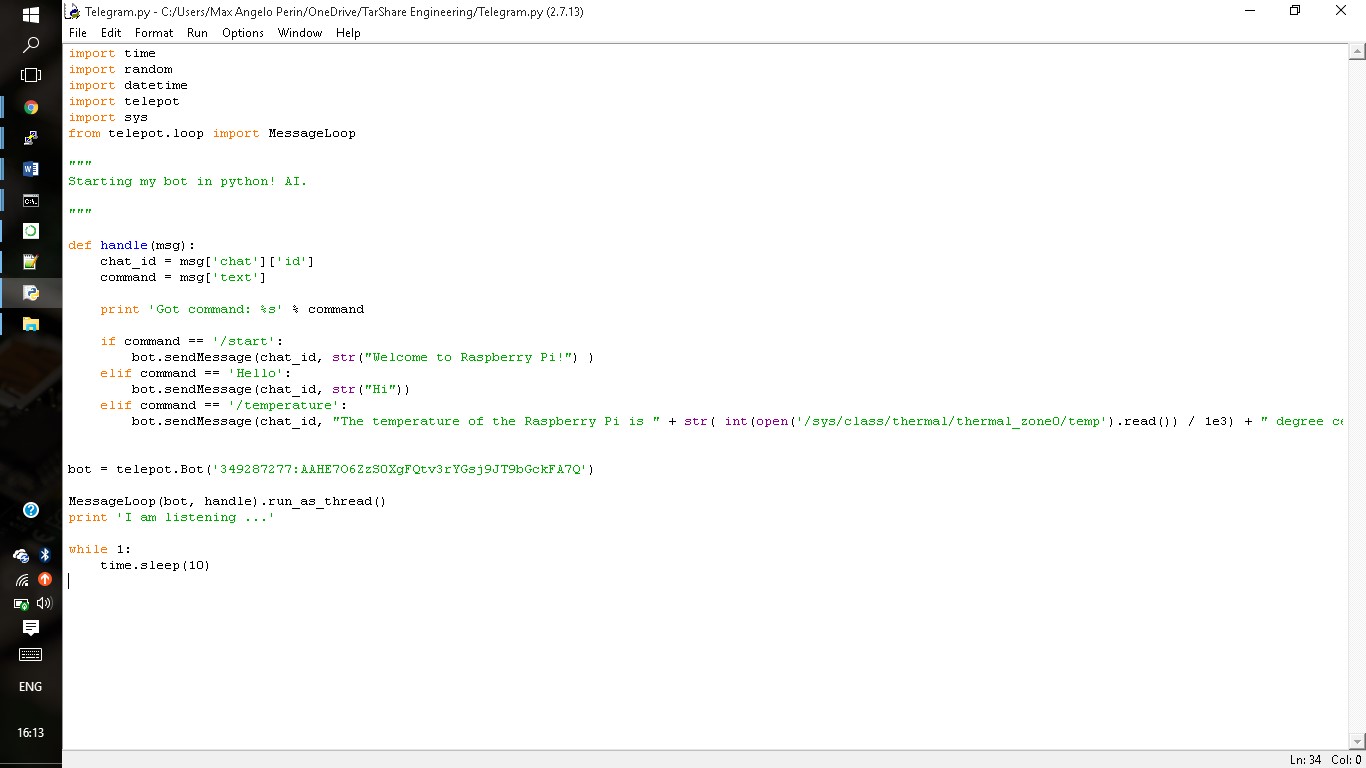 Telegram.py - C:/Users/Max Angelo Perin/OneDrive/TarShare Engineering/Telegram.py (2.7.13)
File Edit Format Run Options Window Help
import time
import random
import datetime
import telepot
import sys
from telepot.loop import MessageLoop
"""
Starting my bot in python! AI.
"""
def handle(msg):
    chat_id = msg['chat']['id']
    command = msg['text']
    print 'Got command: %s' % command
    if command == '/start':
        bot.sendMessage(chat_id, str("Welcome to Raspberry Pi!") )
    elif command == 'Hello':
        bot.sendMessage(chat_id, str("Hi"))
    elif command == '/temperature':
        bot.sendMessage(chat_id, "The temperature of the Raspberry Pi is " + str( int(open('/sys/class/thermal/thermal_zone0/temp').read()) / 1e3) + " degree ce
bot = telepot.Bot('349287277:AAHE7O6ZzS0XgFQtv3rYGsj9JT9bGckFA7Q')
MessageLoop(bot, handle).run_as_thread()
print 'I am listening ...'
while 1:
    time.sleep(10)
ENG
16:13
Ln: 34 Col: 0